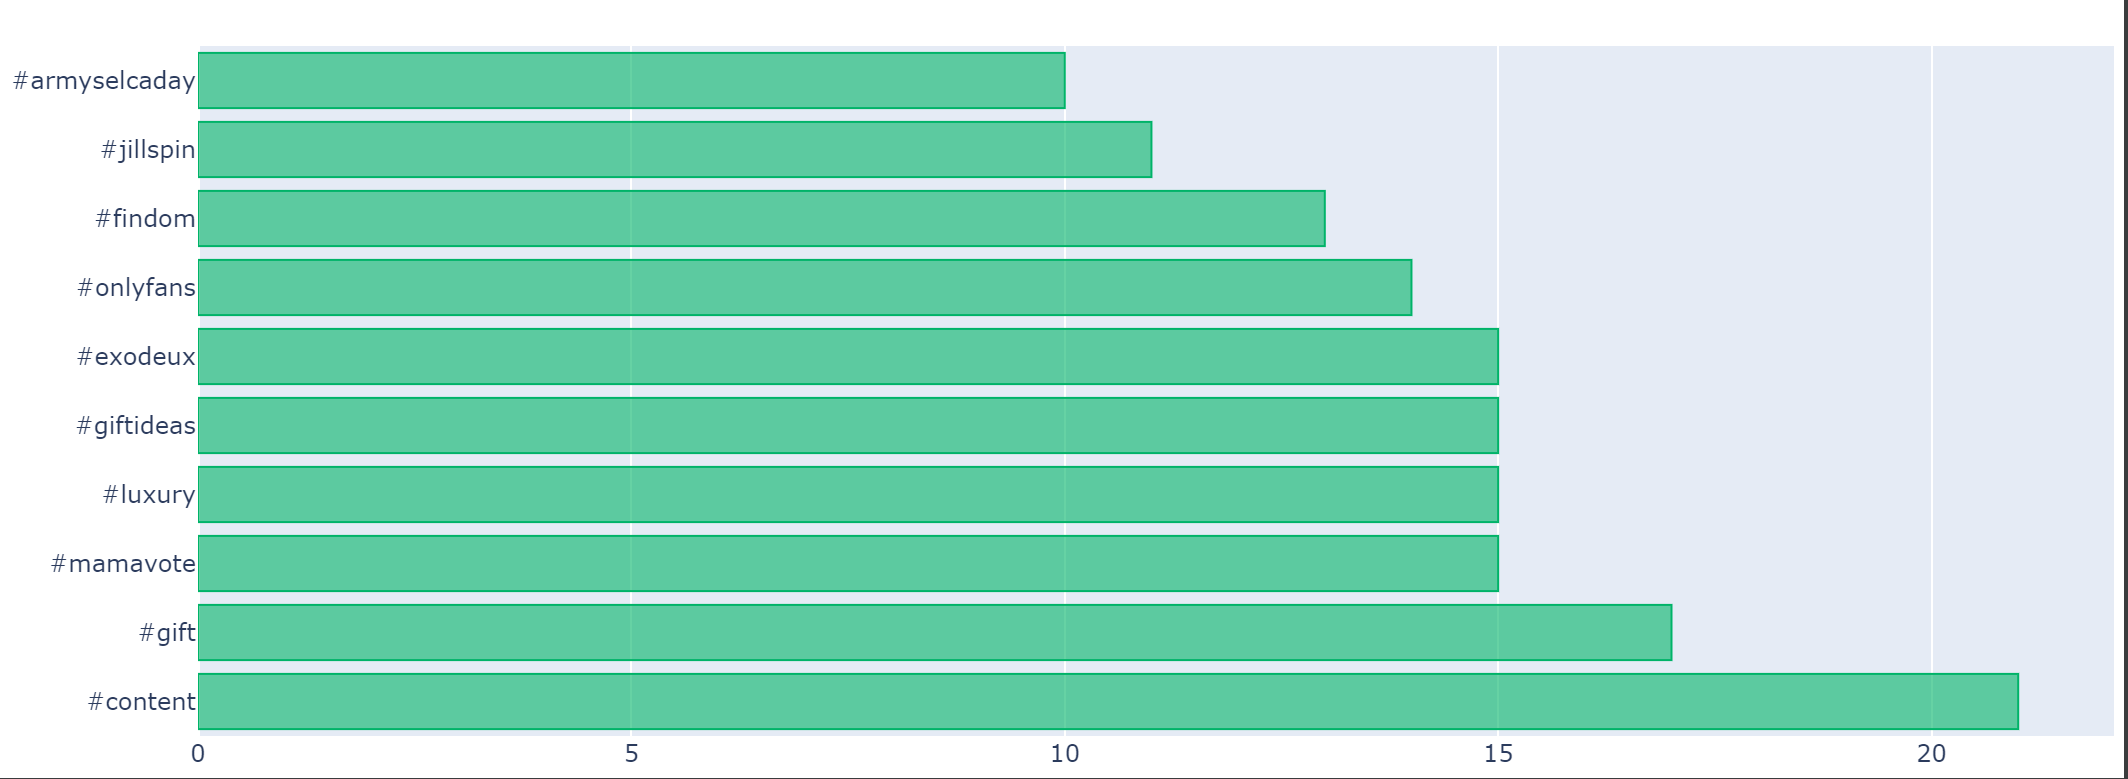 #armyselcaday
#jillspin
#findom
#onlyfans
#exodeux
#giftideas
#luxury
#mamavote
#gift
#content
0 5 10 15 20